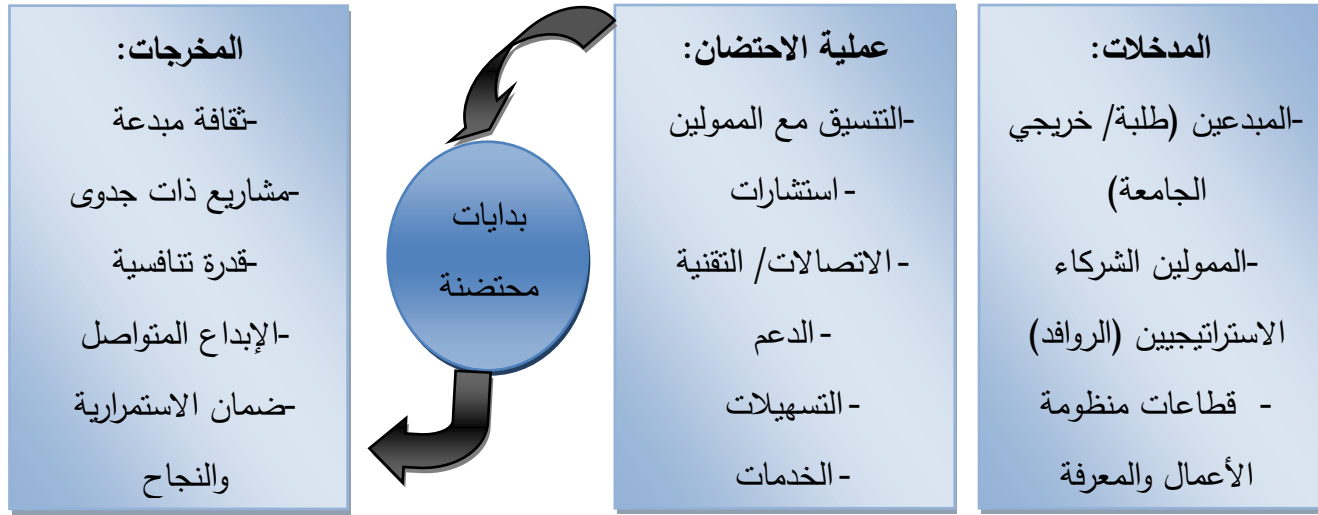 المدخلات:
-المبدعين (طلبة/ خريجي
الجامعة)
-الممولين الشركاء
الاستراتيجيين (الروافد)
- قطاعات منظومة
الأعمال والمعرفة
عملية الاحتضان:
-التنسيق مع الممولين
- استشارات
- الاتصالات/ التقنية
- الدعم
- التسهيلات
- الخدمات
بدايات
محتضنة
المخرجات:
-ثقافة مبدعة
-مشاريع ذات جدوى
-قدرة تنافسية
-الإبداع المتواصل
-ضمان الاستمرارية
والنجاح